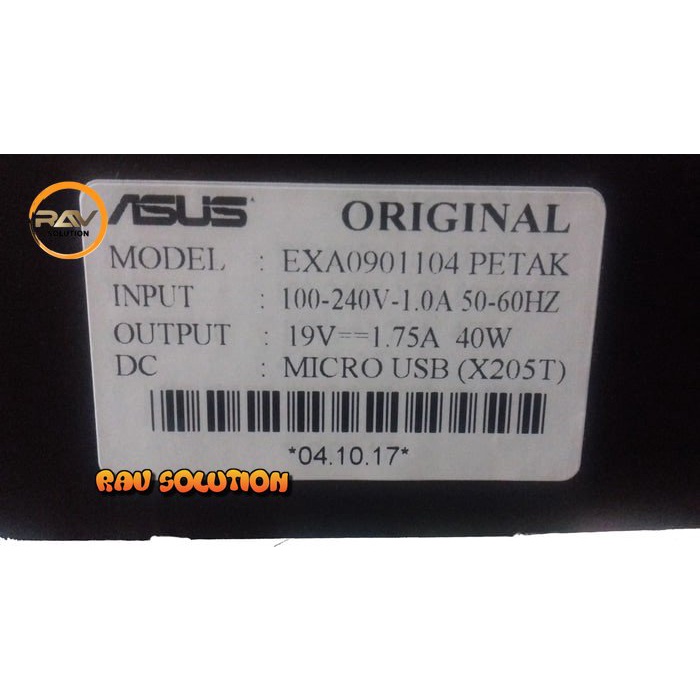 RAV
SOLUTION
ASUS ORIGINAL
MODEL : EXA0901104 PETAK
INPUT : 100-240V-1.0A 50-60HZ
OUTPUT : 19V==1.75A 40W
DC : MICRO USB (X205T)
*04.10.17*
RAV SOLUTION